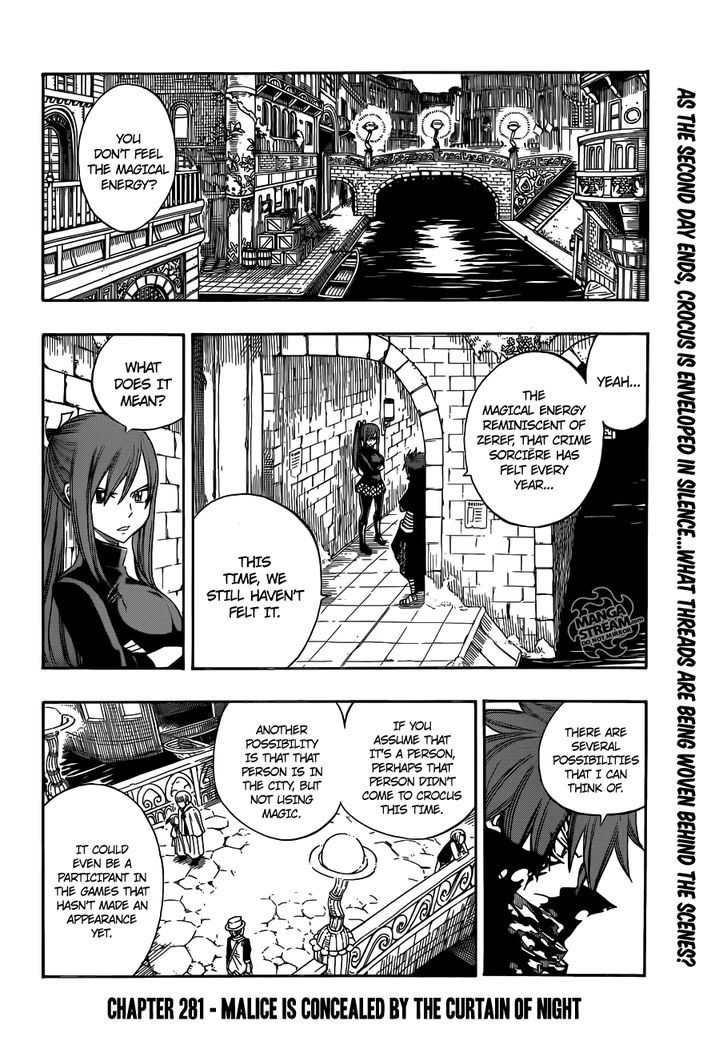 AS THE SECOND DAY ENDS, CROCUS IS ENVELOPED IN SILENCE...WHAT THREADS ARE BEING WOVEN BEHIND THE SCENES?
YOU
DON'T FEEL
THE MAGICAL
ENERGY?
YEAH...
THE
MAGICAL ENERGY
REMINISCENT OF
ZEREF, THAT CRIME
SORCIÈRE HAS
FELT EVERY
YEAR...
THIS
TIME, WE
STILL HAVEN'T
FELT IT.
WHAT
DOES IT
MEAN?
MANGA
STREAM.com
DO NOT MIRROR
THERE ARE
SEVERAL
POSSIBILITIES
THAT I CAN
THINK OF.
IF YOU
ASSUME THAT
IT'S A PERSON,
PERHAPS THAT
PERSON DIDN'T
COME TO CROCUS
THIS TIME.
ANOTHER
POSSIBILITY
IS THAT THAT
PERSON IS IN
THE CITY, BUT
NOT USING
MAGIC.
IT COULD
EVEN BE A
PARTICIPANT IN
THE GAMES THAT
HASN'T MADE AN
APPEARANCE
YET.
CHAPTER 281 - MALICE IS CONCEALED BY THE CURTAIN OF NIGHT